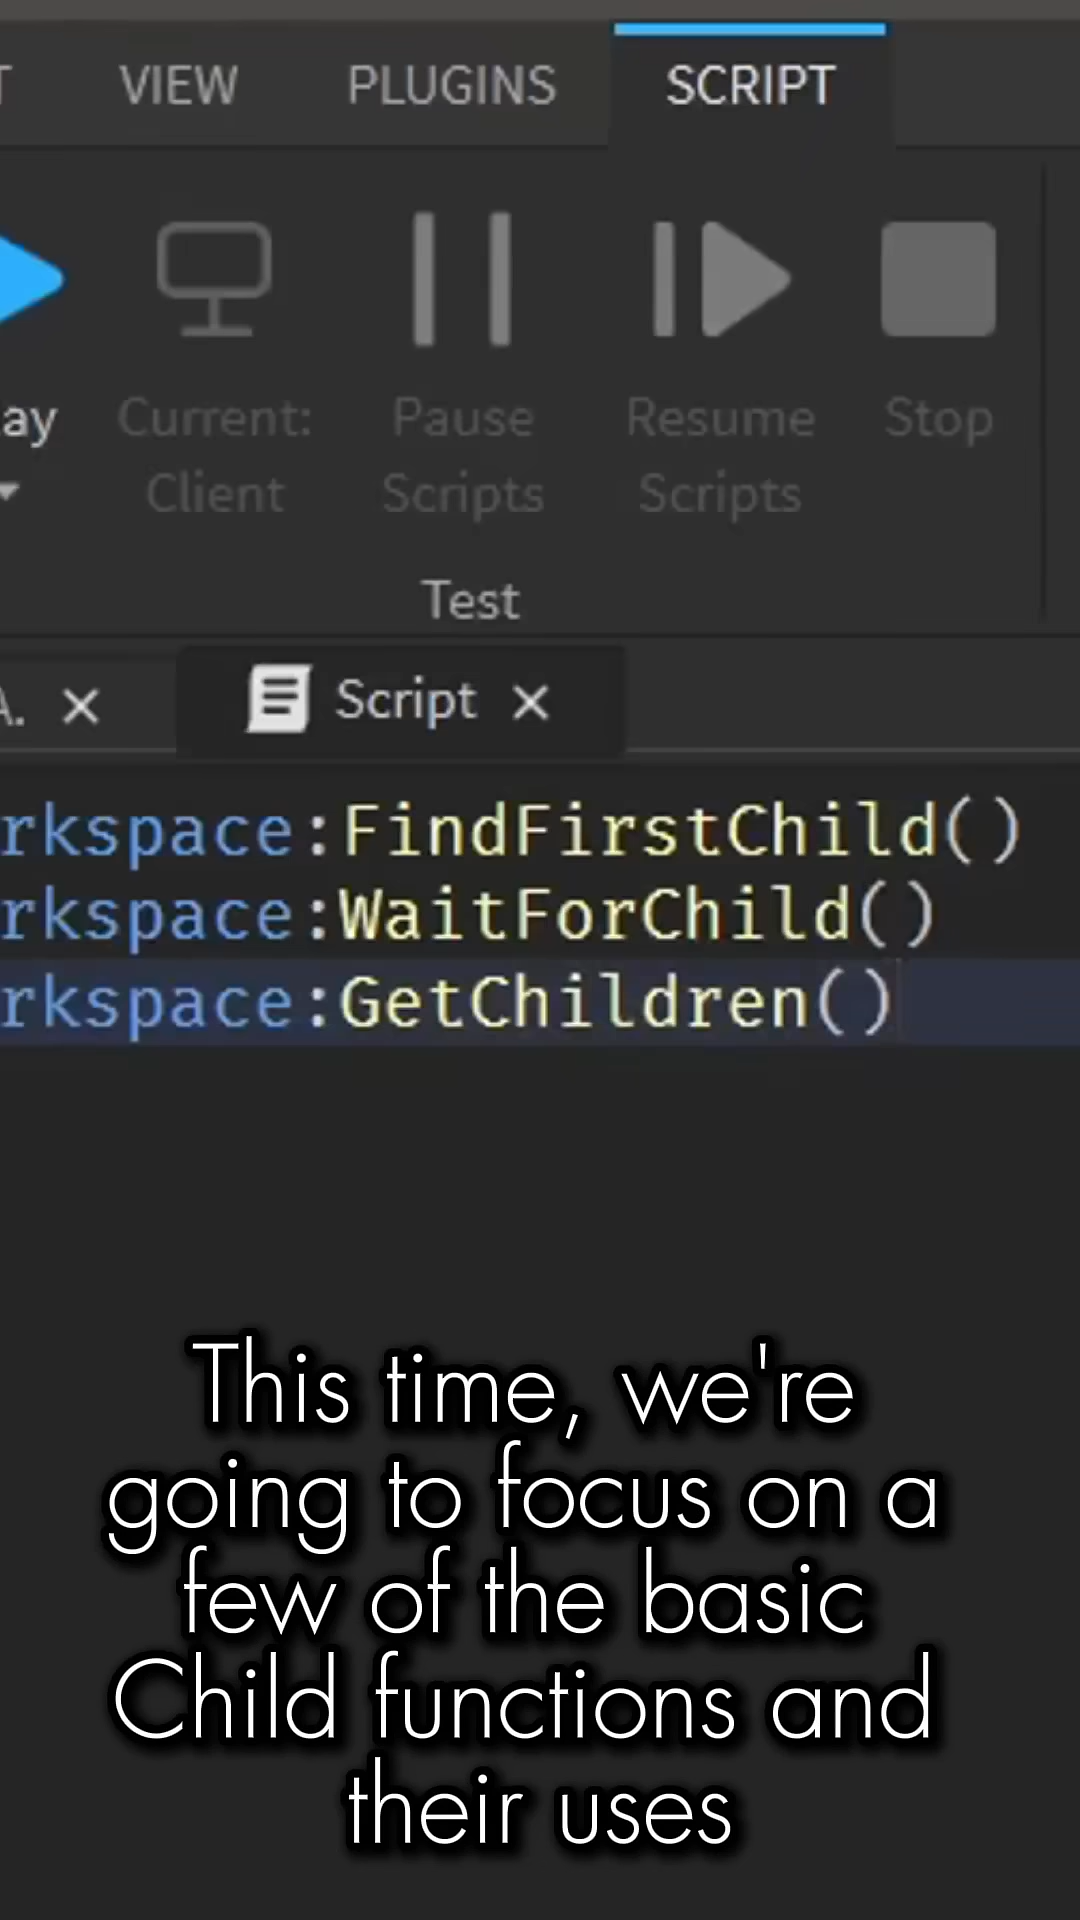 T VIEW PLUGINS SCRIPT
ay Current: Client Pause Scripts Resume Scripts Stop
Test
A. Script
rkspace:FindFirstChild()
rkspace:WaitForChild()
rkspace:GetChildren()
This time, we're
going to focus on a
few of the basic
Child functions and
their uses